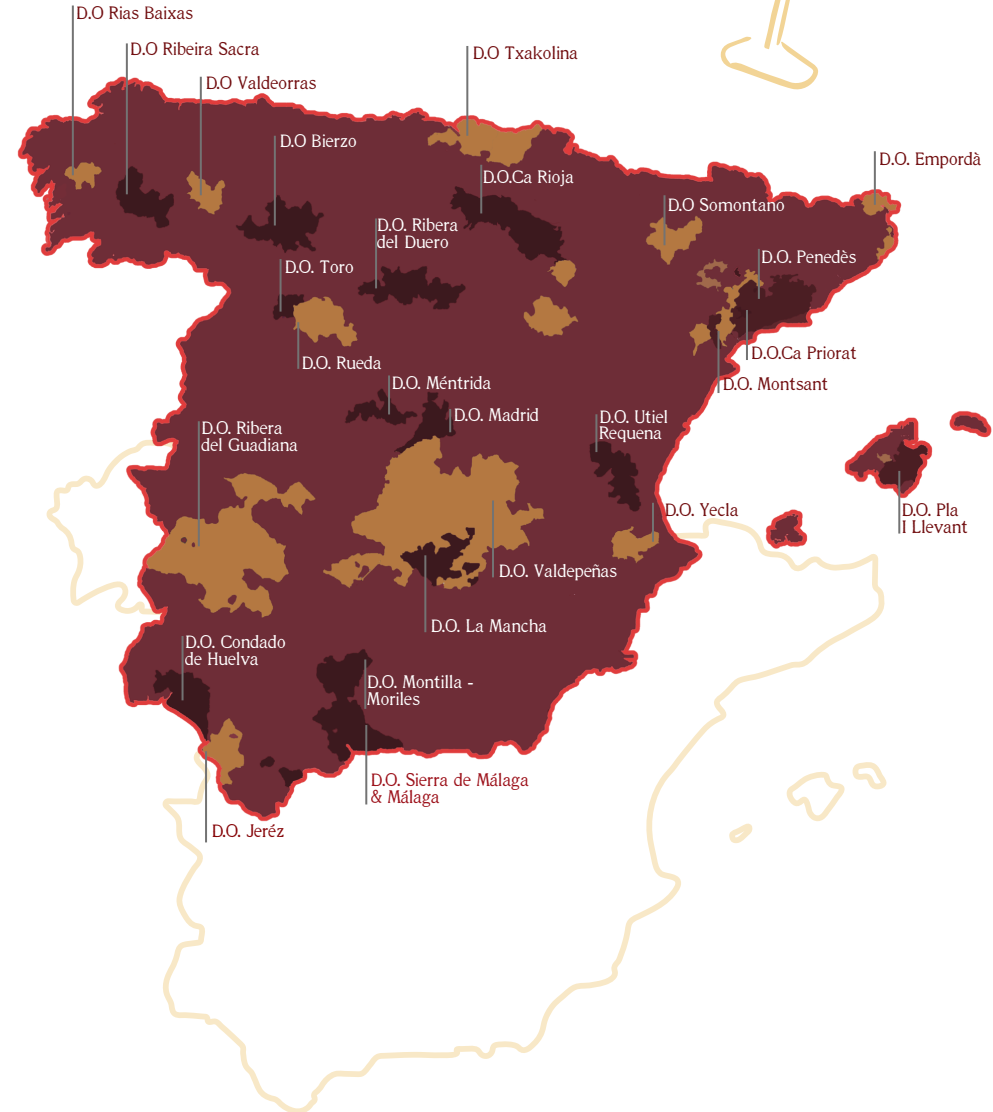 D.O Rias Baixas
D.O Ribeira Sacra
D.O Txakolina
D.O Valdeorras
D.O Bierzo
D.O. Empordà
D.O.Ca Rioja
D.O Somontano
D.O. Ribera
del Duero
D.O. Penedès
D.O. Toro
D.O.Ca Priorat
D.O. Rueda
D.O. Méntrida
D.O. Montsant
D.O. Madrid
D.O. Utiel
Requena
D.O. Ribera
del Guadiana
D.O. Yecla
D.O. Pla
I Llevant
D.O. Valdepeñas
D.O. La Mancha
D.O. Condado
de Huelva
D.O. Montilla -
Moriles
D.O. Sierra de Málaga
& Málaga
D.O. Jeréz